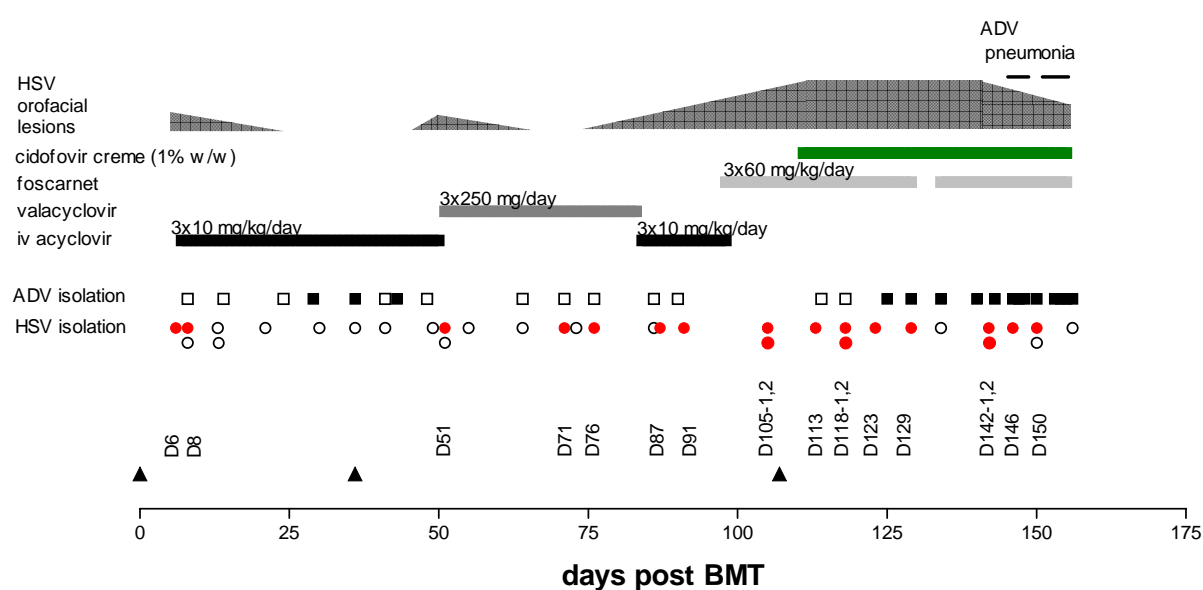 ADV
pneumonia
HSV
orofacial
lesions
cidofovir creme (1% w/w)
foscarnet 3x60 mg/kg/day
valacyclovir 3x250 mg/day
iv acyclovir 3x10 mg/kg/day 3x10 mg/kg/day
ADV isolation
HSV isolation
D6 D8 D51 D71 D76 D87 D91 D105-1,2 D113 D118-1,2 D123 D129 D142-1,2 D146 D150
0 25 50 75 100 125 150 175
days post BMT